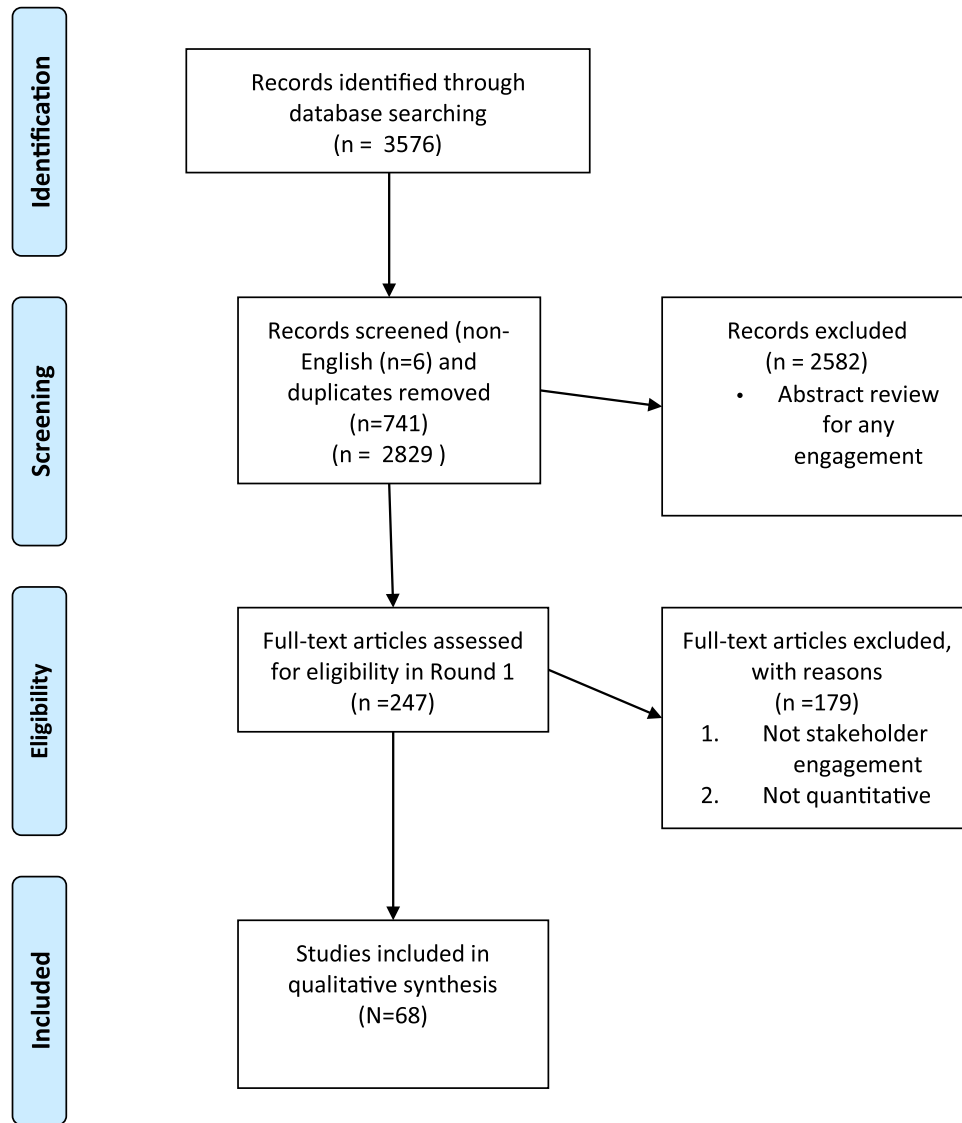 Identification
Records identified through
database searching
(n =  3576)
Screening
Records screened (non-
English (n=6) and
duplicates removed
(n=741)
(n =  2829 )
Records excluded
(n = 2582)
• Abstract review
for any
engagement
Eligibility
Full-text articles assessed
for eligibility in Round 1
(n =247)
Full-text articles excluded,
with reasons
(n =179)
1. Not stakeholder
engagement
2. Not quantitative
Included
Studies included in
qualitative synthesis
(N=68)